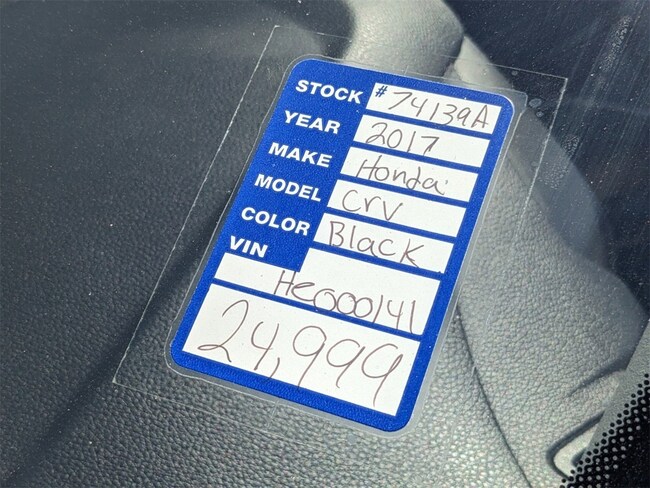 STOCK #74139A
YEAR 2017
MAKE Honda
MODEL Crv
COLOR Black
VIN He000141
24,999